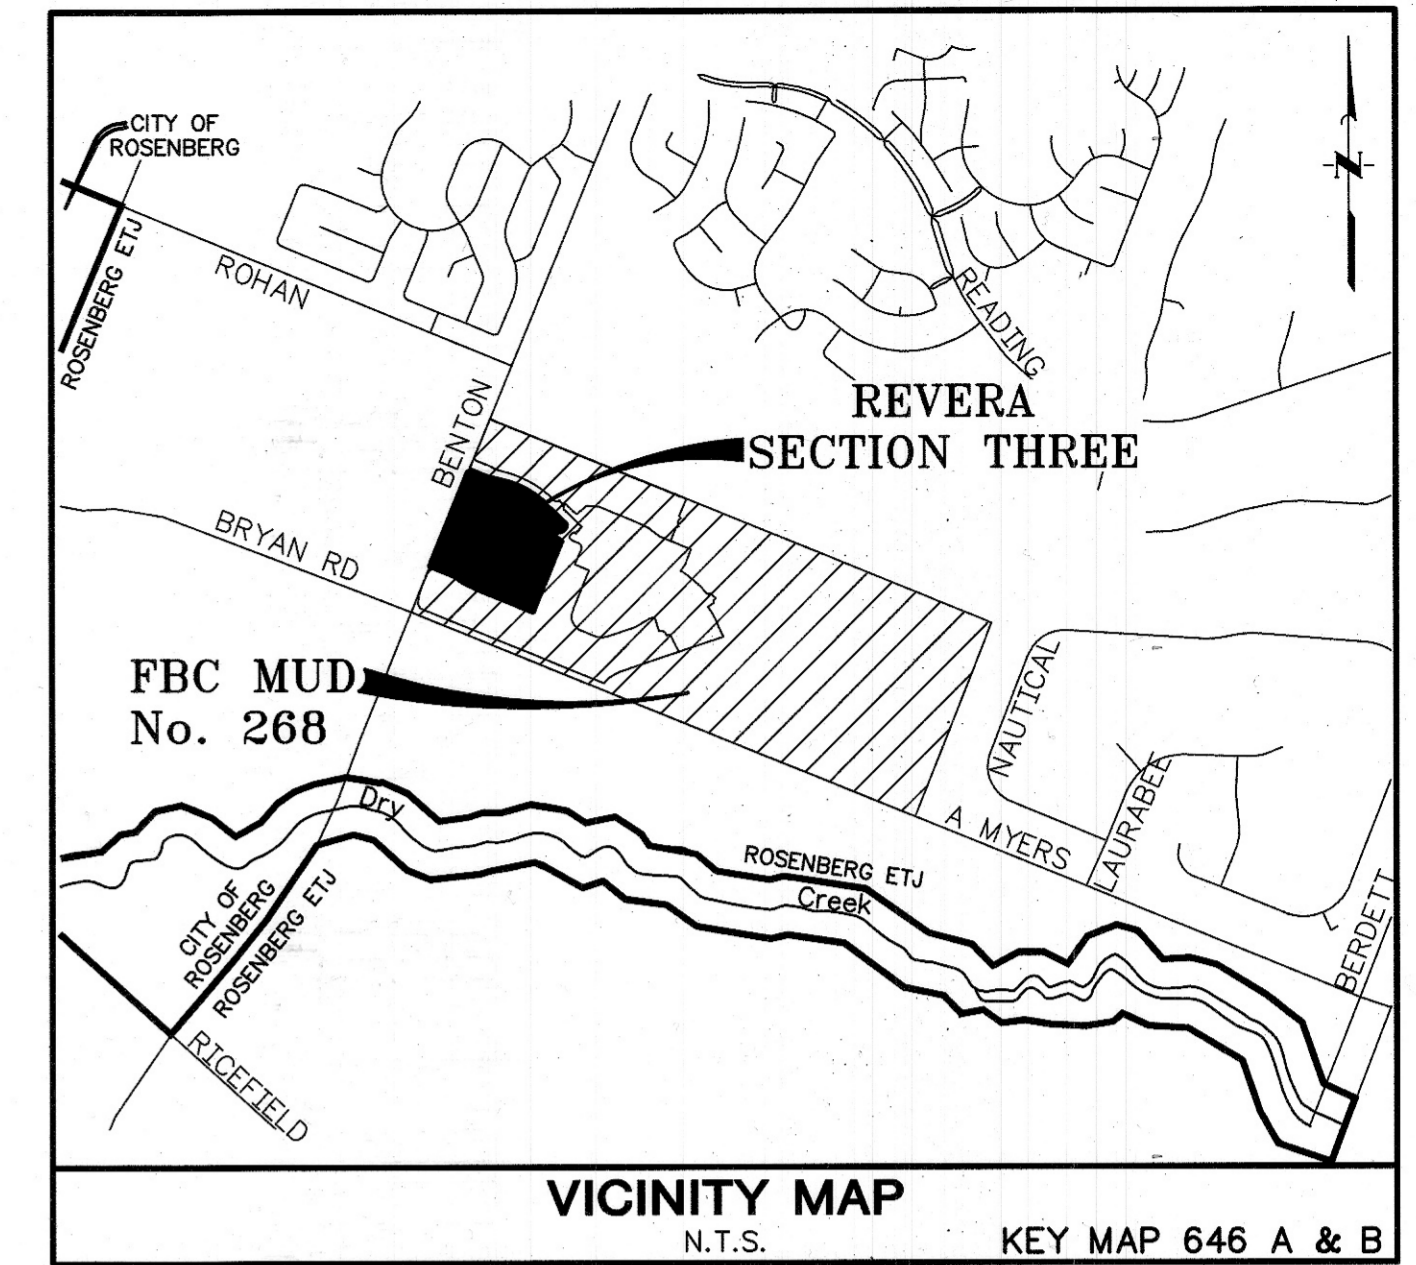 CITY OF
ROSENBERG
ROSENBERG ETJ
ROHAN
N
READING
BENTON
REVERA
SECTION THREE
BRYAN RD
FBC MUD
No. 268
NAUTICAL
LAURABEE
A MYERS
BERDETT
Dry
ROSENBERG ETJ
Creek
CITY OF
ROSENBERG
ROSENBERG ETJ
RICEFIELD
VICINITY MAP
N.T.S.
KEY MAP 646 A & B